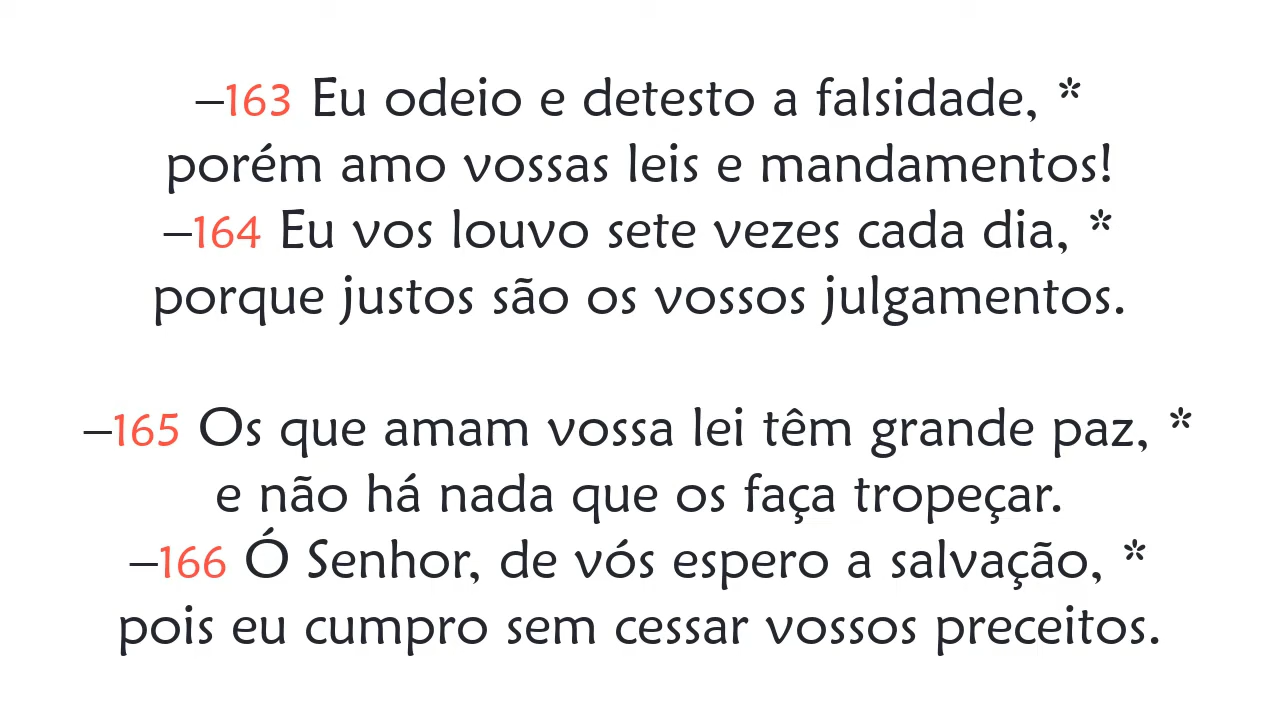 –163 Eu odeio e detesto a falsidade, *
porém amo vossas leis e mandamentos!
–164 Eu vos louvo sete vezes cada dia, *
porque justos são os vossos julgamentos.
–165 Os que amam vossa lei têm grande paz, *
e não há nada que os faça tropeçar.
–166 Ó Senhor, de vós espero a salvação, *
pois eu cumpro sem cessar vossos preceitos.